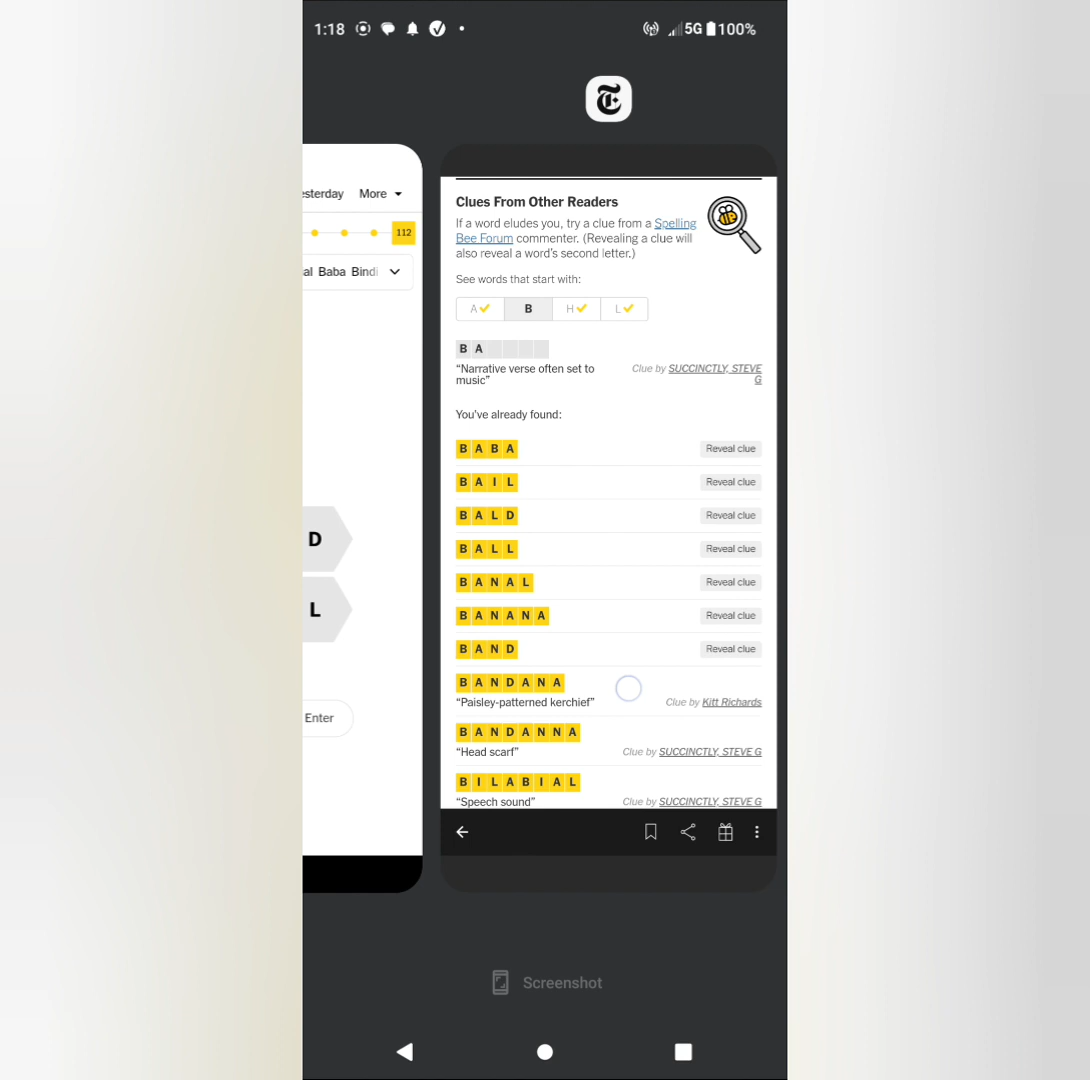 1:18 5G 100%
esterday More
112
al Baba Bindi
D
L
Enter
Clues From Other Readers
If a word eludes you, try a clue from a Spelling
Bee Forum commenter. (Revealing a clue will
also reveal a word's second letter.)
See words that start with:
A B H L
B A
“Narrative verse often set to
music”
Clue by SUCCINCTLY, STEVE
G
You've already found:
B A B A Reveal clue
B A I L Reveal clue
B A L D Reveal clue
B A L L Reveal clue
B A N A L Reveal clue
B A N A N A Reveal clue
B A N D Reveal clue
B A N D A N A
“Paisley-patterned kerchief” Clue by Kitt Richards
B A N D A N N A
“Head scarf” Clue by SUCCINCTLY, STEVE G
B I L A B I A L
“Speech sound” Clue by SUCCINCTLY, STEVE G
Screenshot